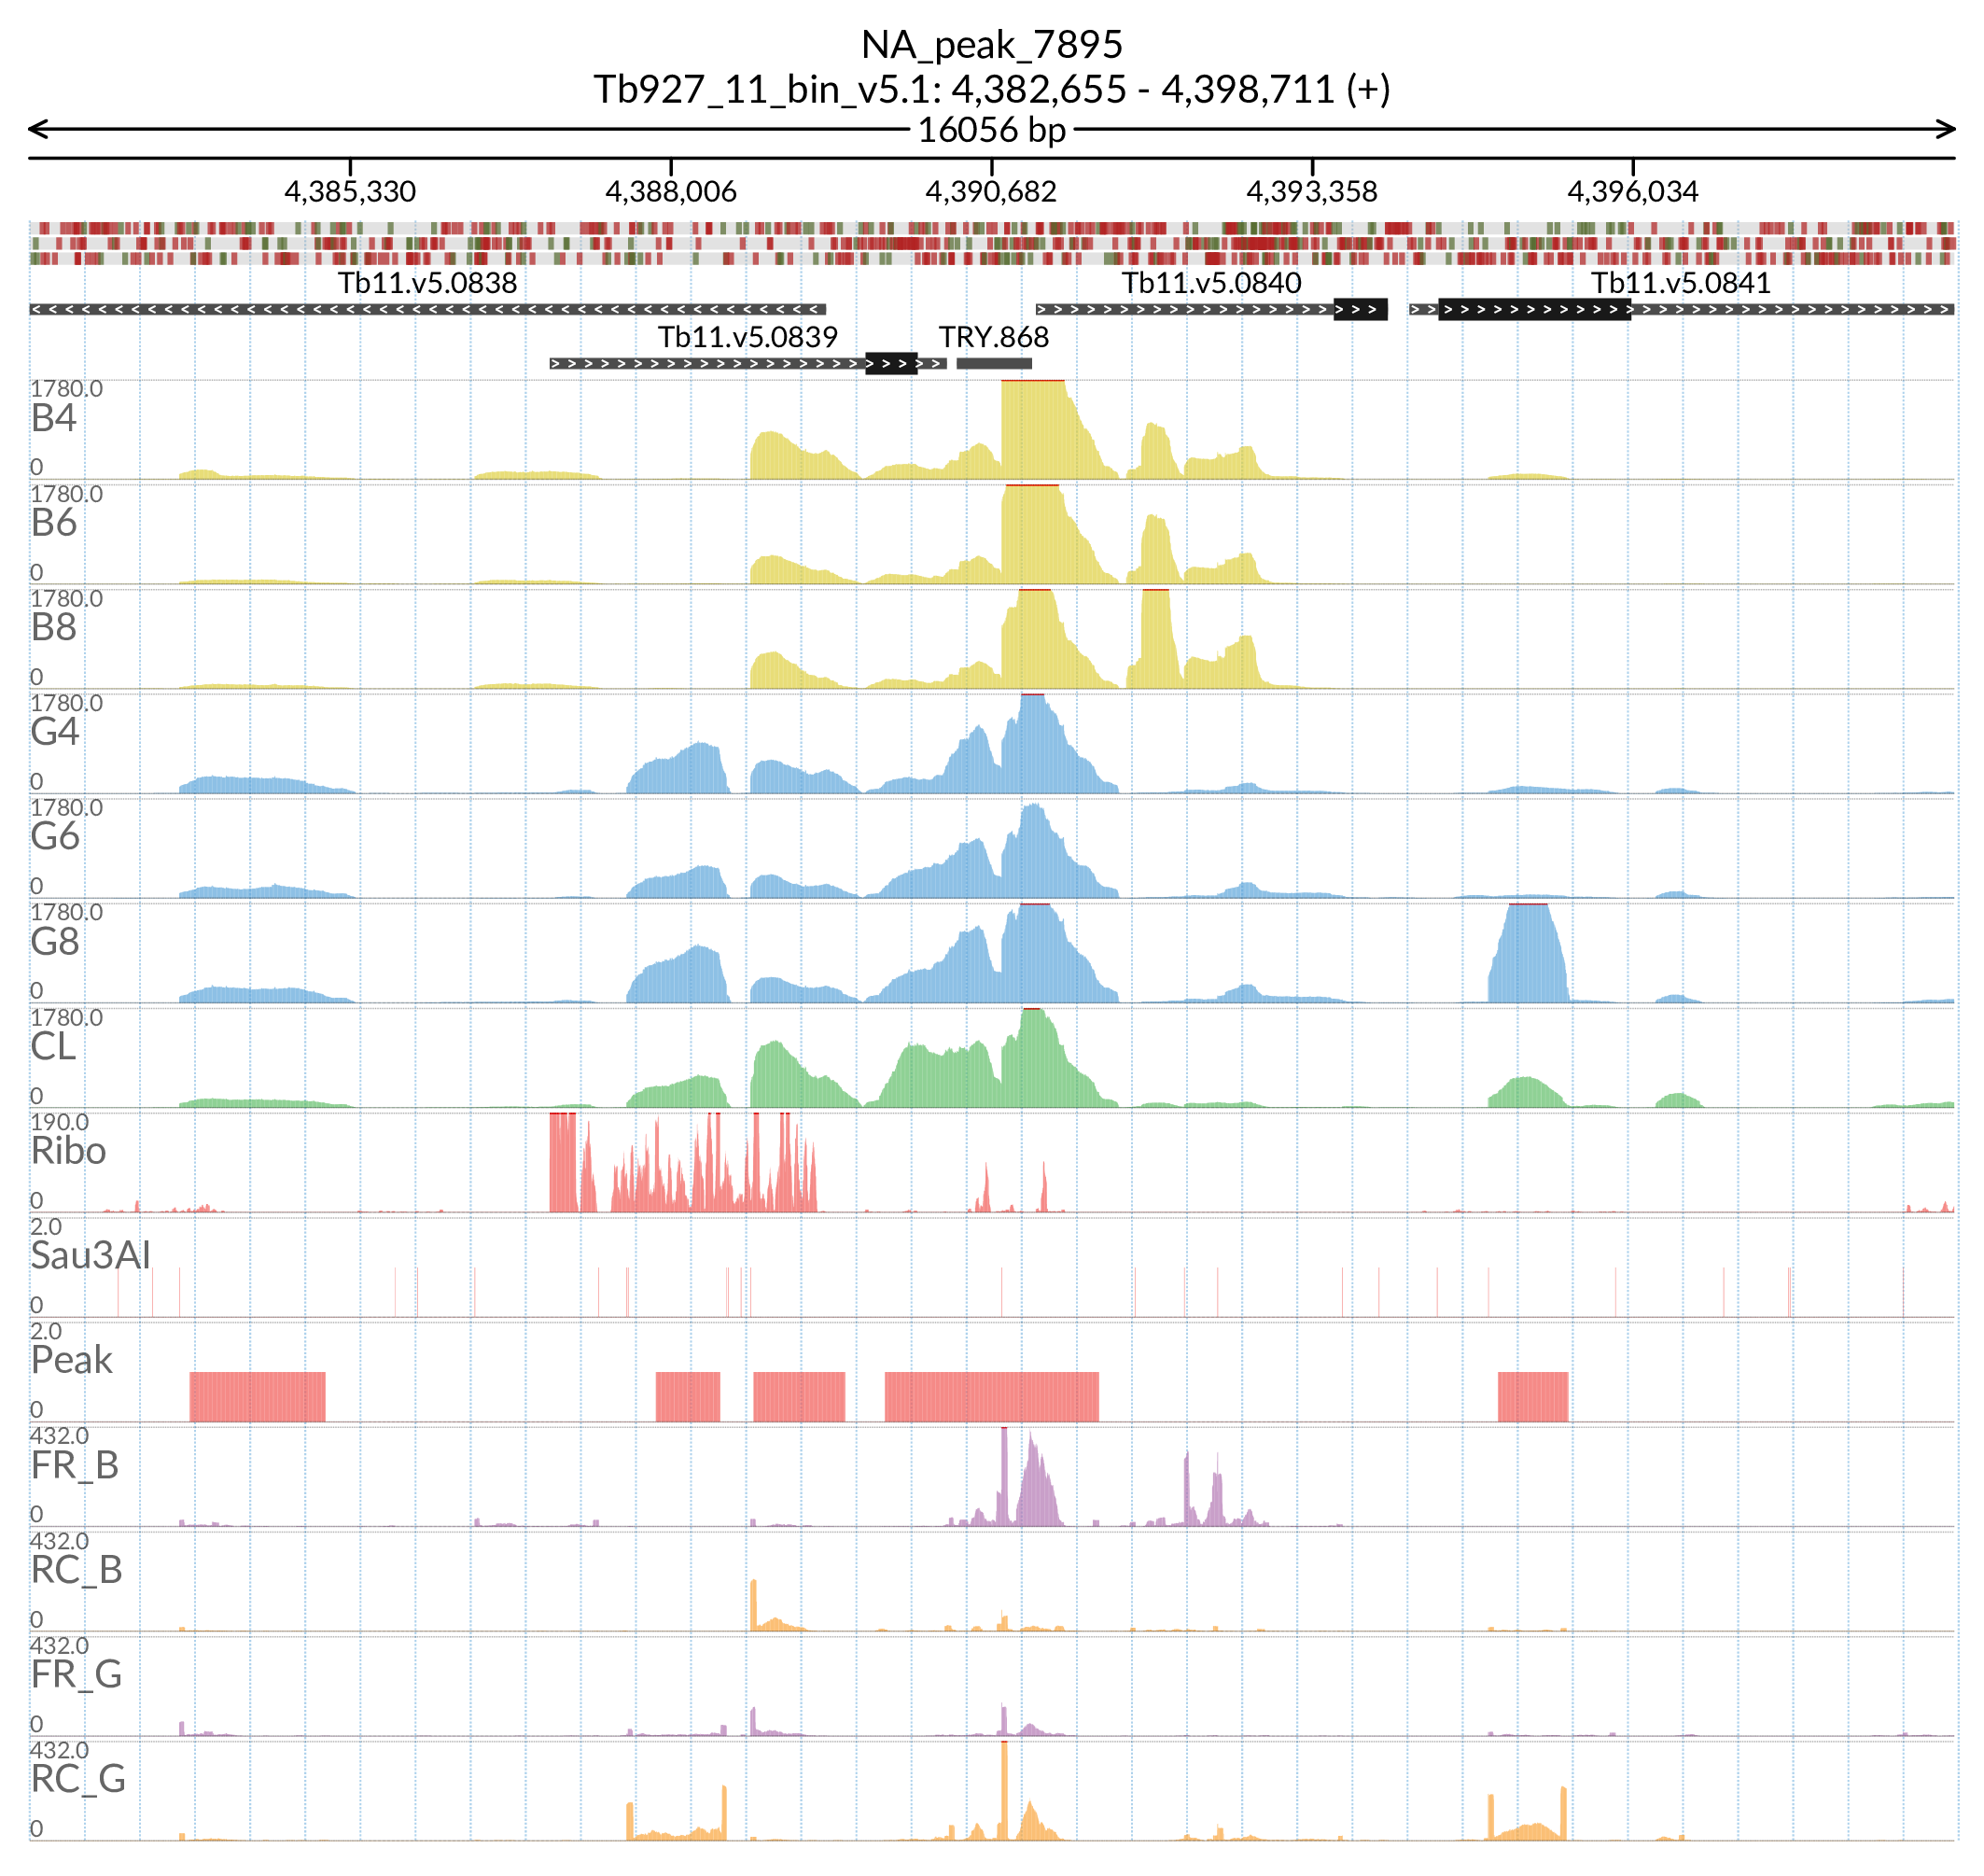 NA_peak_7895
Tb927_11_bin_v5.1: 4,382,655 - 4,398,711 (+)
16056 bp
4,385,330 4,388,006 4,390,682 4,393,358 4,396,034
Tb11.v5.0838 Tb11.v5.0840 Tb11.v5.0841
Tb11.v5.0839 TRY.868
1780.0
B4
0
1780.0
B6
0
1780.0
B8
0
1780.0
G4
0
1780.0
G6
0
1780.0
G8
0
1780.0
CL
0
190.0
Ribo
0
2.0
Sau3AI
0
2.0
Peak
0
432.0
FR_B
0
432.0
RC_B
0
432.0
FR_G
0
432.0
RC_G
0